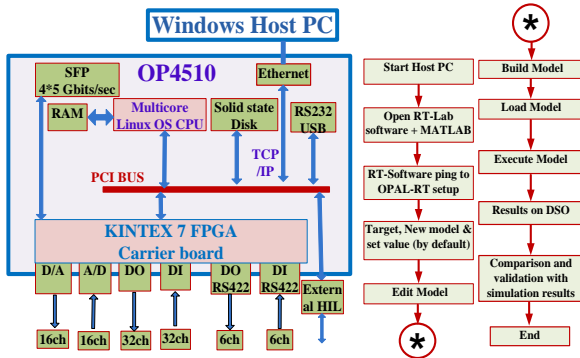 Windows Host PC
OP4510
SFP
4*5 Gbits/sec
Ethernet
RAM
Multicore
Linux OS CPU
Solid state
Disk
RS232
USB
TCP
/IP
PCI BUS
KINTEX 7 FPGA
Carrier board
D/A
A/D
DO
DI
DO
RS422
DI
RS422
Extern
al HIL
16ch
16ch
32ch
32ch
6ch
6ch
Start Host PC
Open RT-Lab
software + MATLAB
RT-Software ping to
OPAL-RT setup
Target, New model &
set value (by default)
Edit Model
*
*
Build Model
Load Model
Execute Model
Results on DSO
Comparison and
validation with
simulation results
End